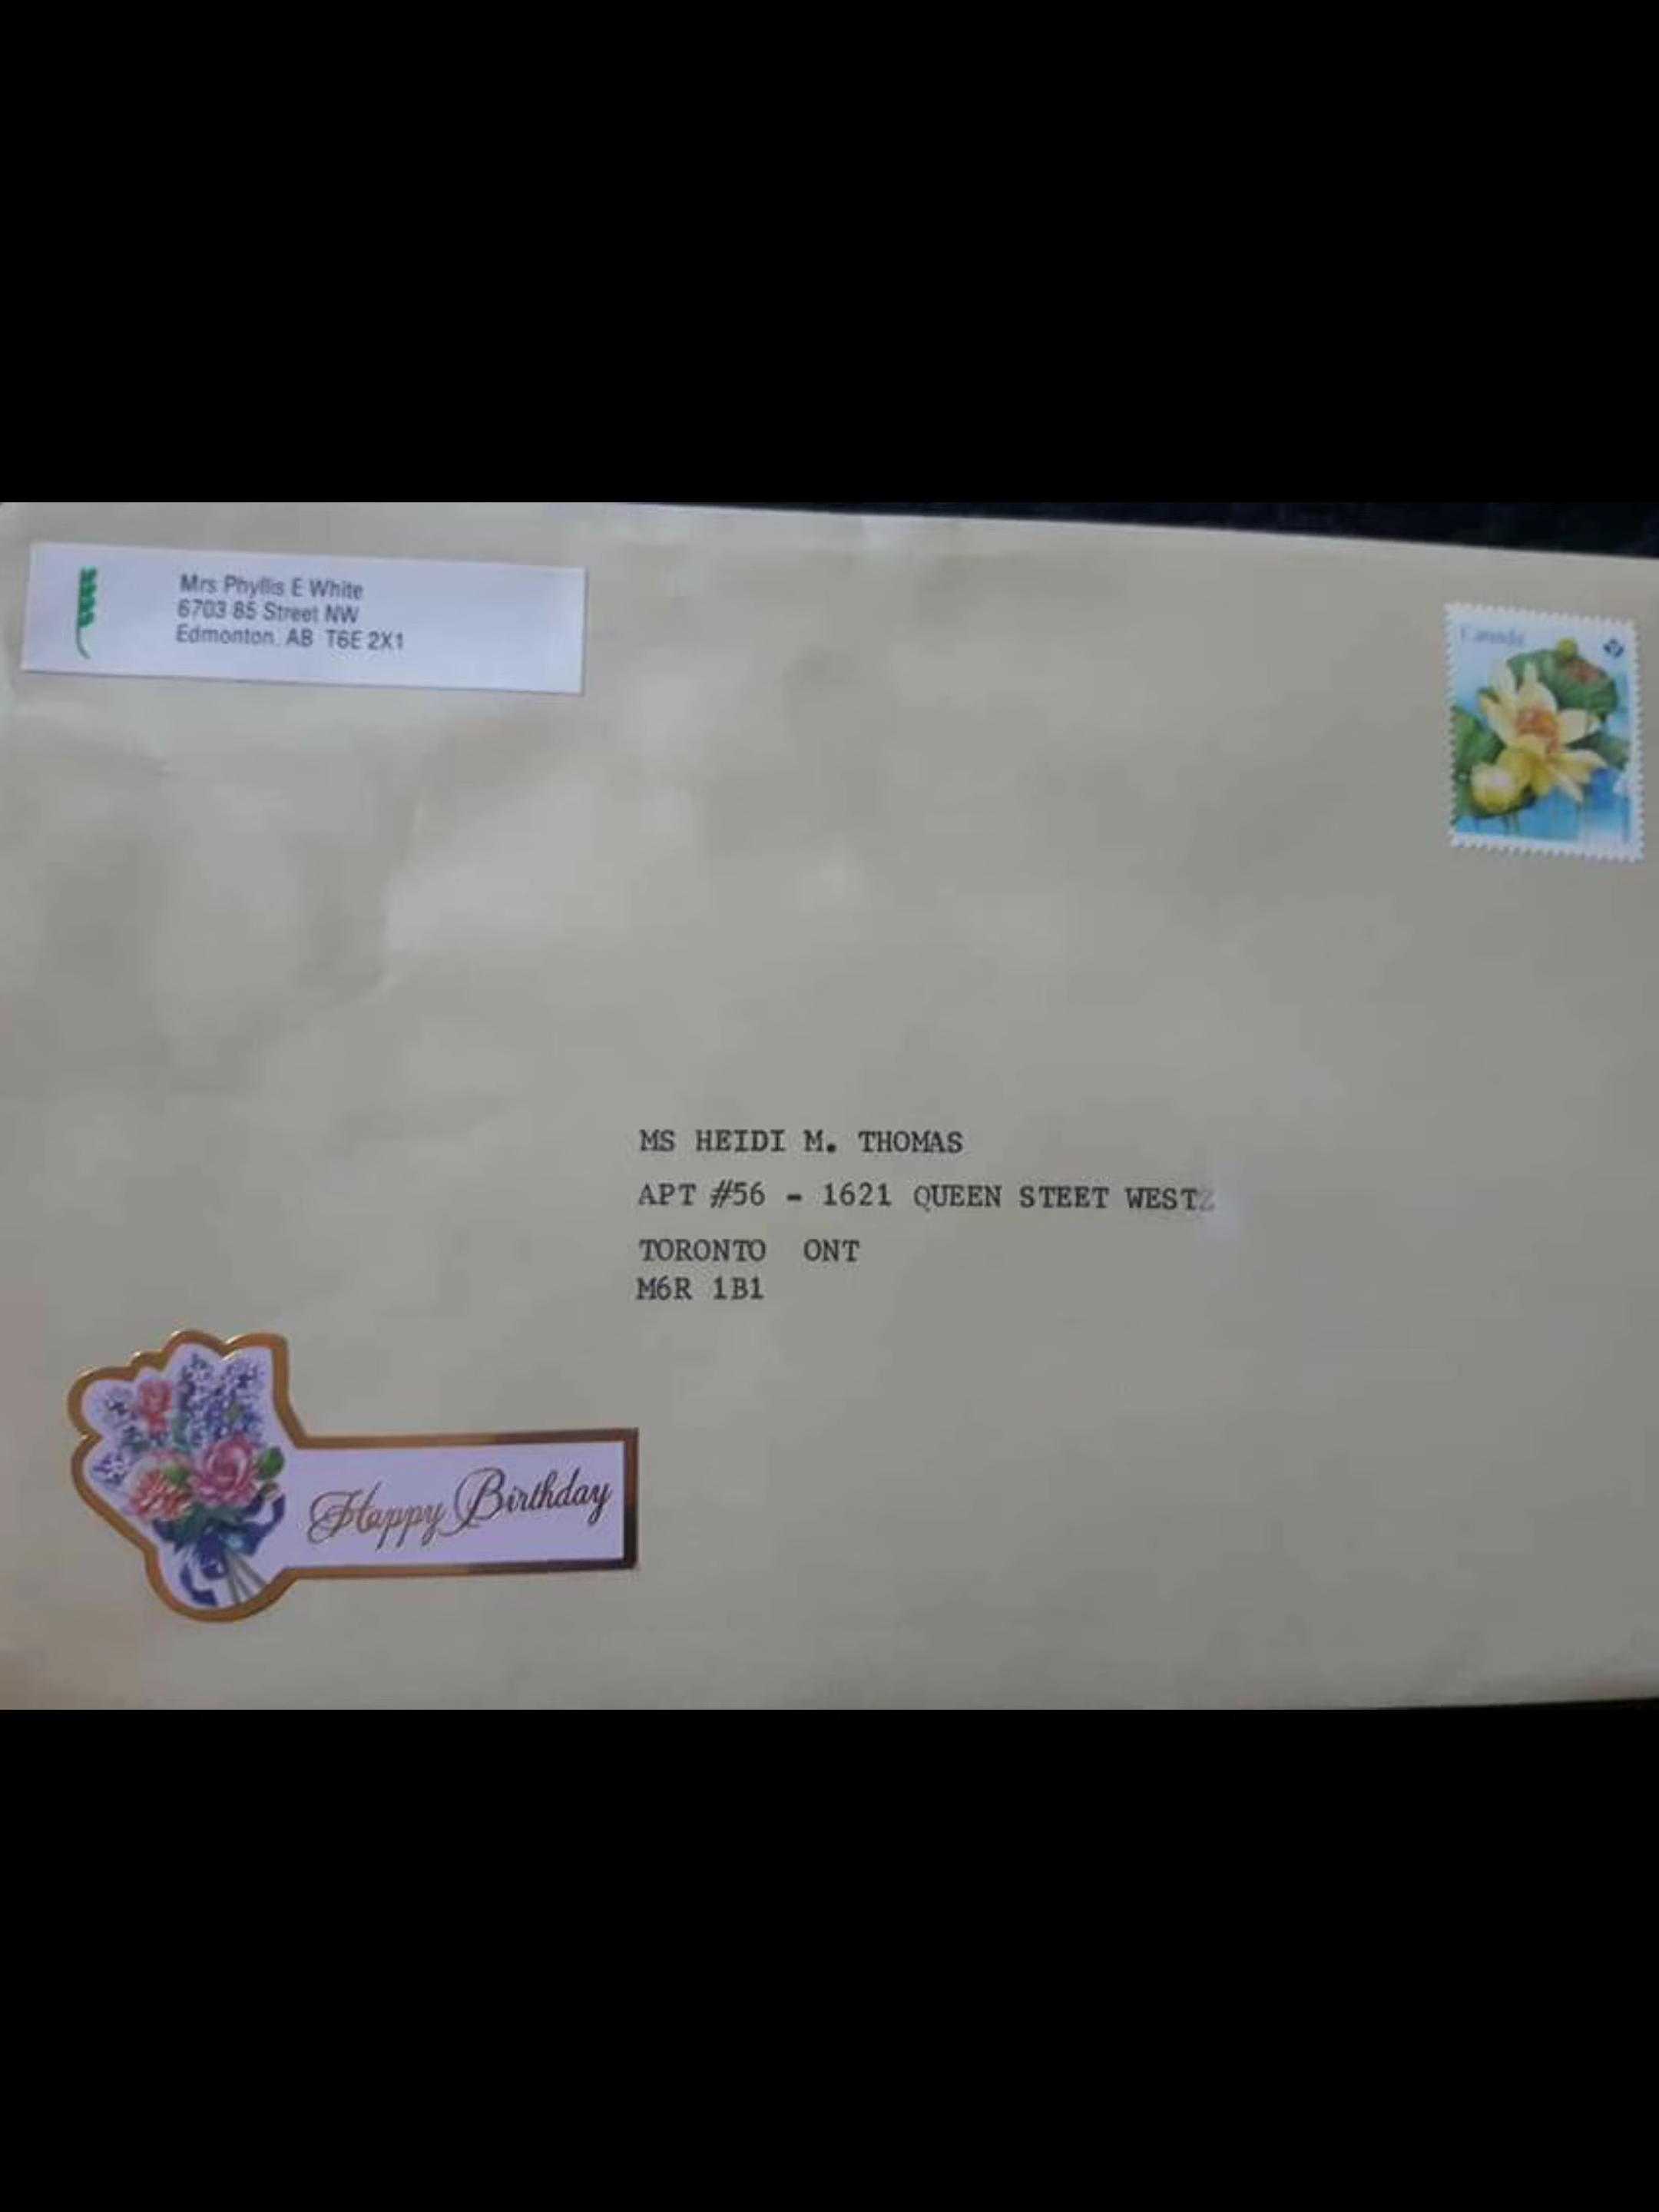 Mrs Phyllis E White
6703 85 Street NW
Edmonton, AB T6E 2X1
Canada
MS HEIDI M. THOMAS
APT #56 - 1621 QUEEN STEET WEST
TORONTO ONT
M6R 1B1
Happy Birthday